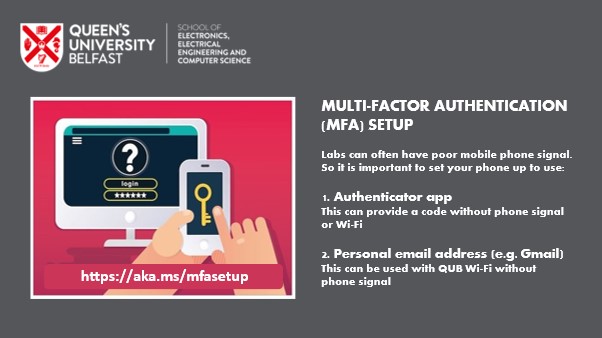 QUEEN'S
UNIVERSITY
BELFAST
SCHOOL OF
ELECTRONICS,
ELECTRICAL
ENGINEERING AND
COMPUTER SCIENCE
?
login
******
https://aka.ms/mfasetup
MULTI-FACTOR AUTHENTICATION
(MFA) SETUP
Labs can often have poor mobile phone signal.
So it is important to set your phone up to use:
1. Authenticator app
This can provide a code without phone signal
or Wi-Fi
2. Personal email address (e.g. Gmail)
This can be used with QUB Wi-Fi without
phone signal